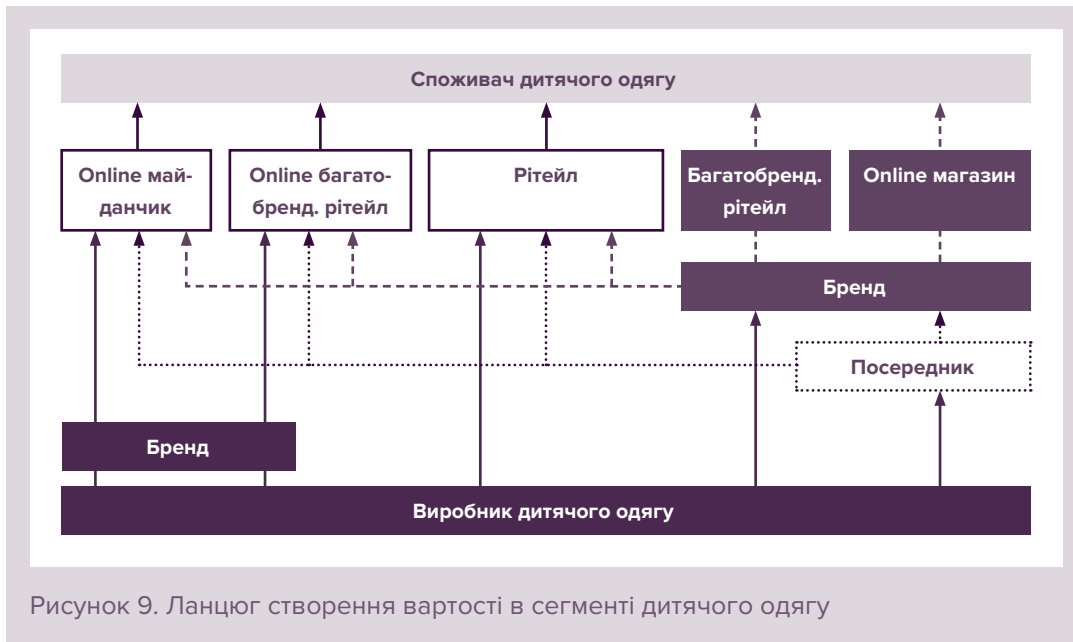 Споживач дитячого одягу
Online май-
данчик
Online багато-
бренд. рітейл
Рітейл
Багатобренд.
рітейл
Online магазин
Бренд
Посередник
Бренд
Виробник дитячого одягу
Рисунок 9. Ланцюг створення вартості в сегменті дитячого одягу